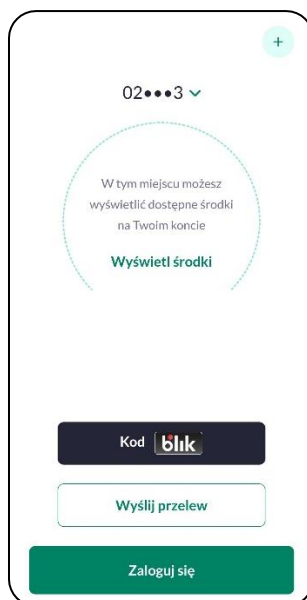 +
02•••3
W tym miejscu możesz
wyświetlić dostępne środki
na Twoim koncie
Wyświetl środki
Kod blik
Wyślij przelew
Zaloguj się